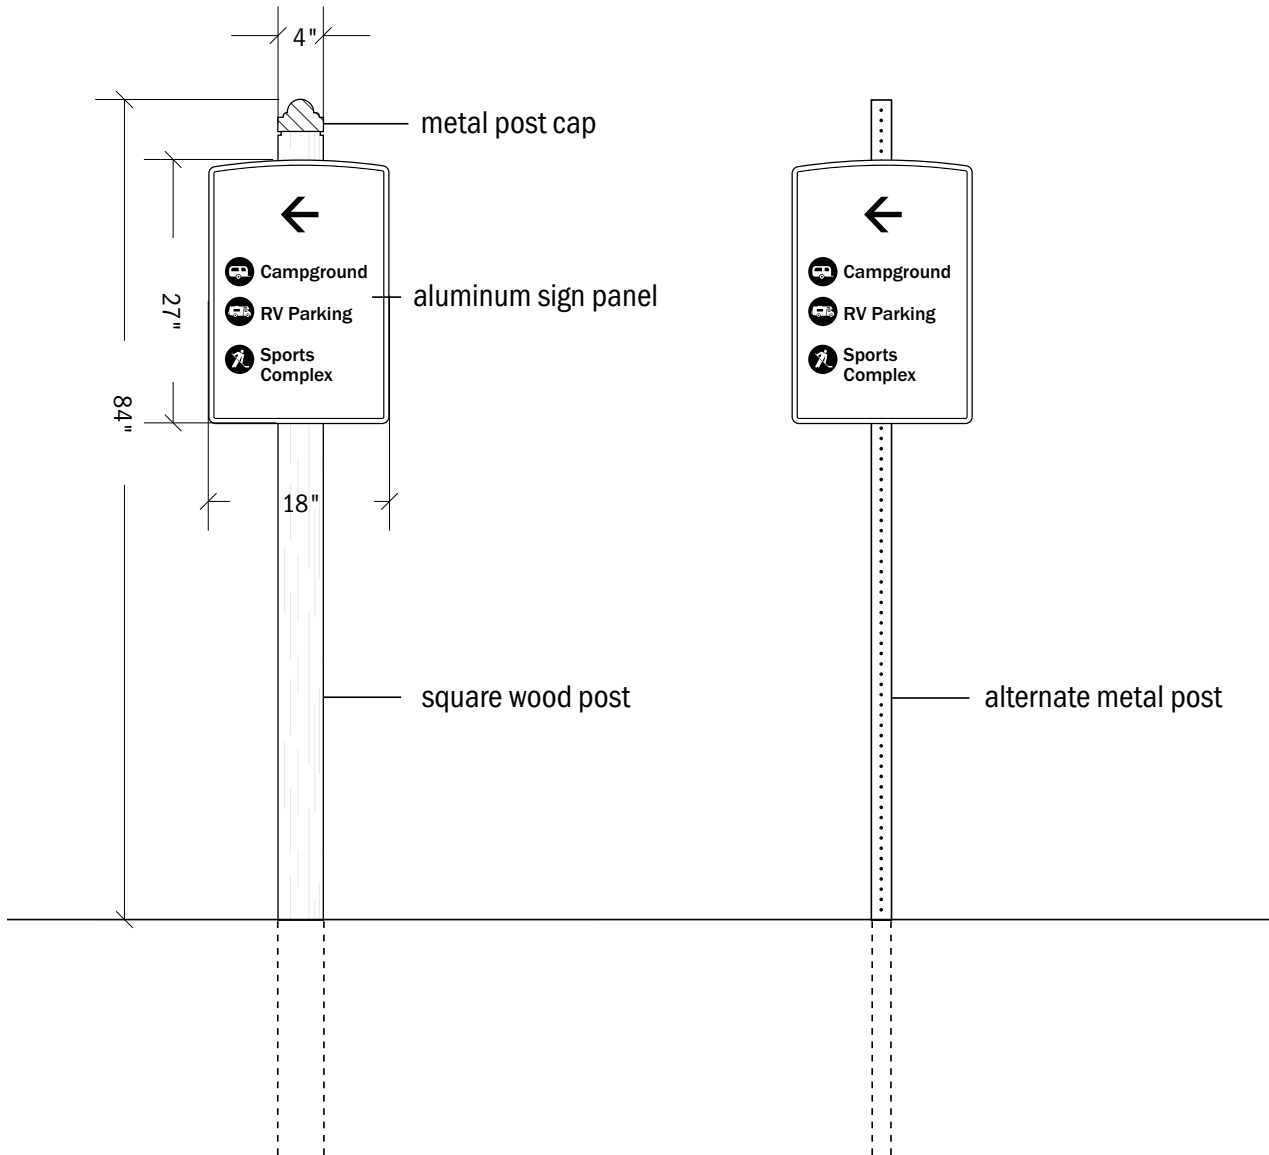 4"
metal post cap
Campground
RV Parking
Sports
Complex
aluminum sign panel
27"
84"
18"
square wood post
Campground
RV Parking
Sports
Complex
alternate metal post